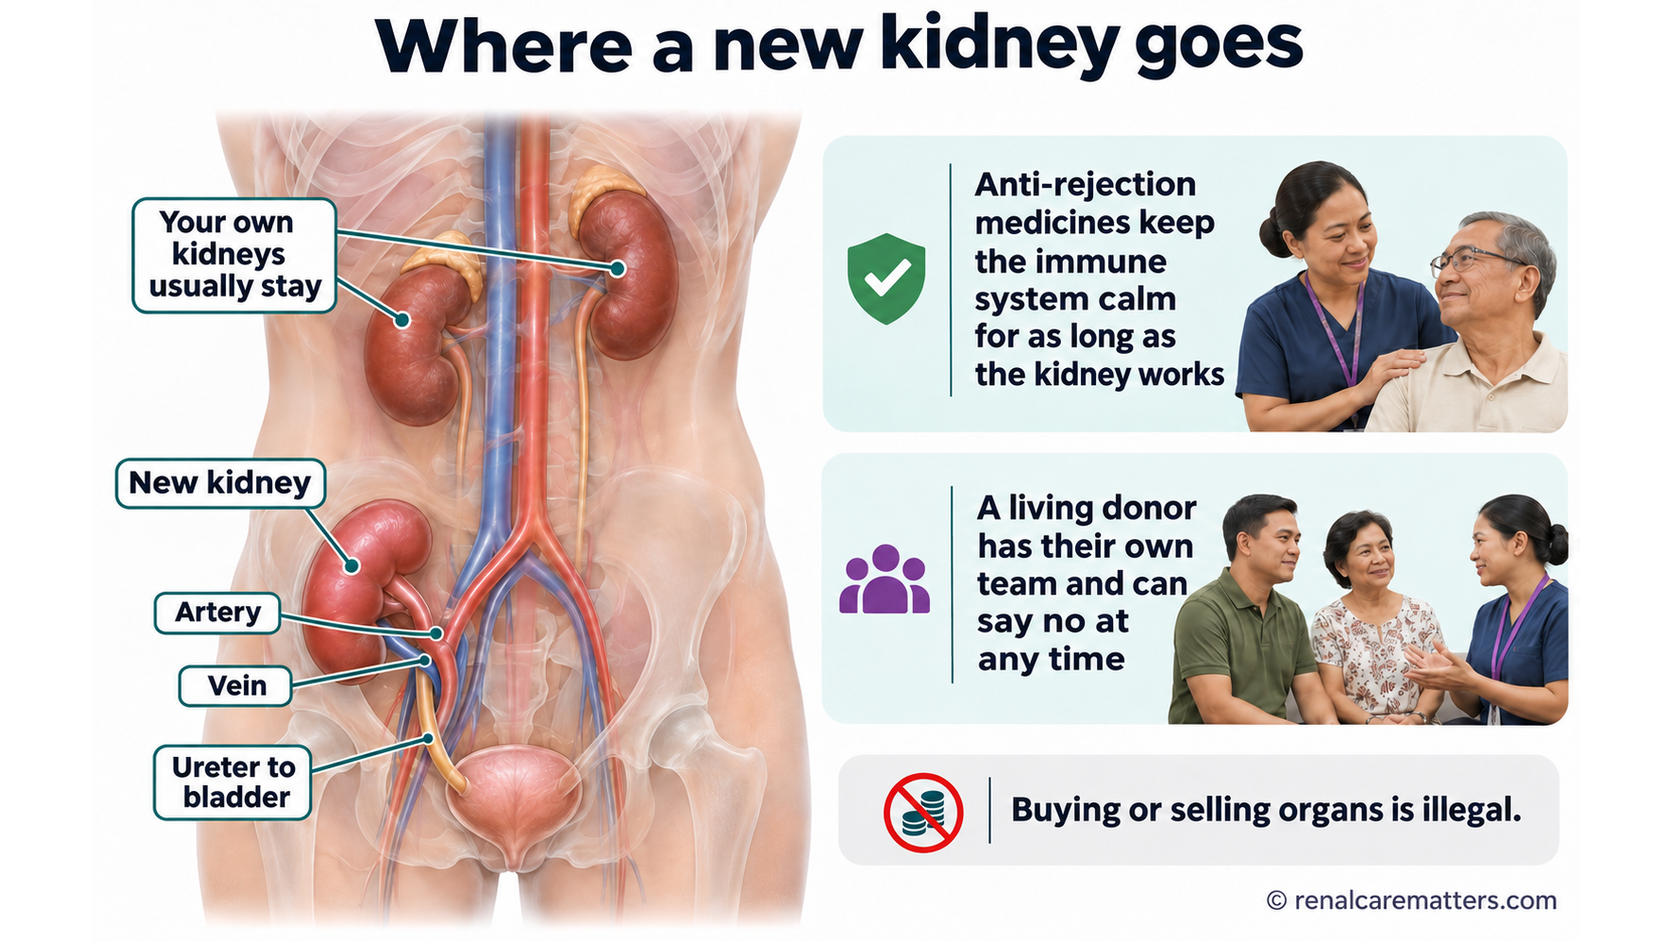 Where a new kidney goes
Your own
kidneys
usually stay
New kidney
Artery
Vein
Ureter to
bladder
Anti-rejection
medicines keep
the immune
system calm
for as long as
the kidney works
A living donor
has their own
team and can
say no at
any time
Buying or selling organs is illegal.
© renalcarematters.com